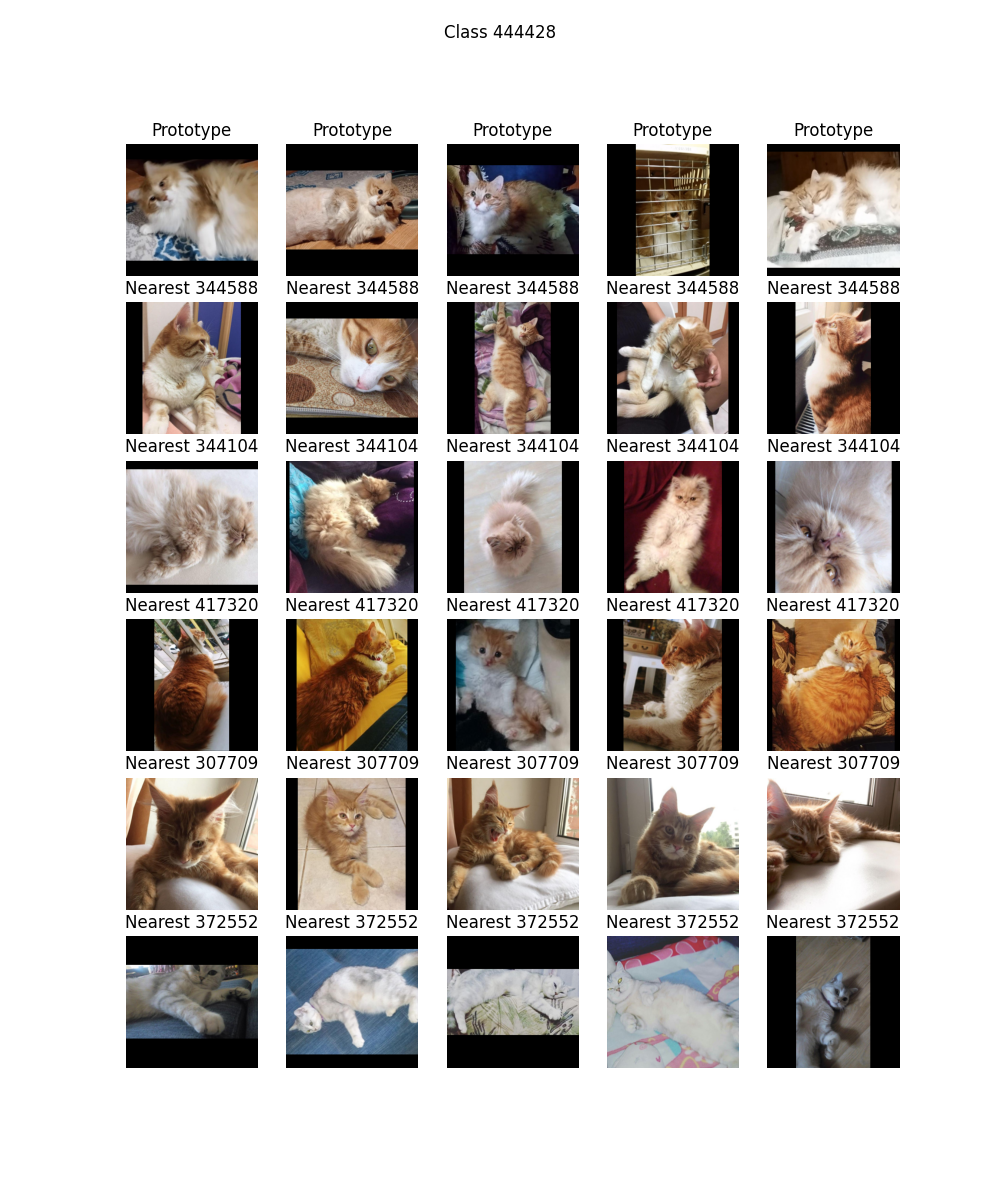 Class 444428
Prototype Prototype Prototype Prototype Prototype
Nearest 344588 Nearest 344588 Nearest 344588 Nearest 344588 Nearest 344588
Nearest 344104 Nearest 344104 Nearest 344104 Nearest 344104 Nearest 344104
Nearest 417320 Nearest 417320 Nearest 417320 Nearest 417320 Nearest 417320
Nearest 307709 Nearest 307709 Nearest 307709 Nearest 307709 Nearest 307709
Nearest 372552 Nearest 372552 Nearest 372552 Nearest 372552 Nearest 372552